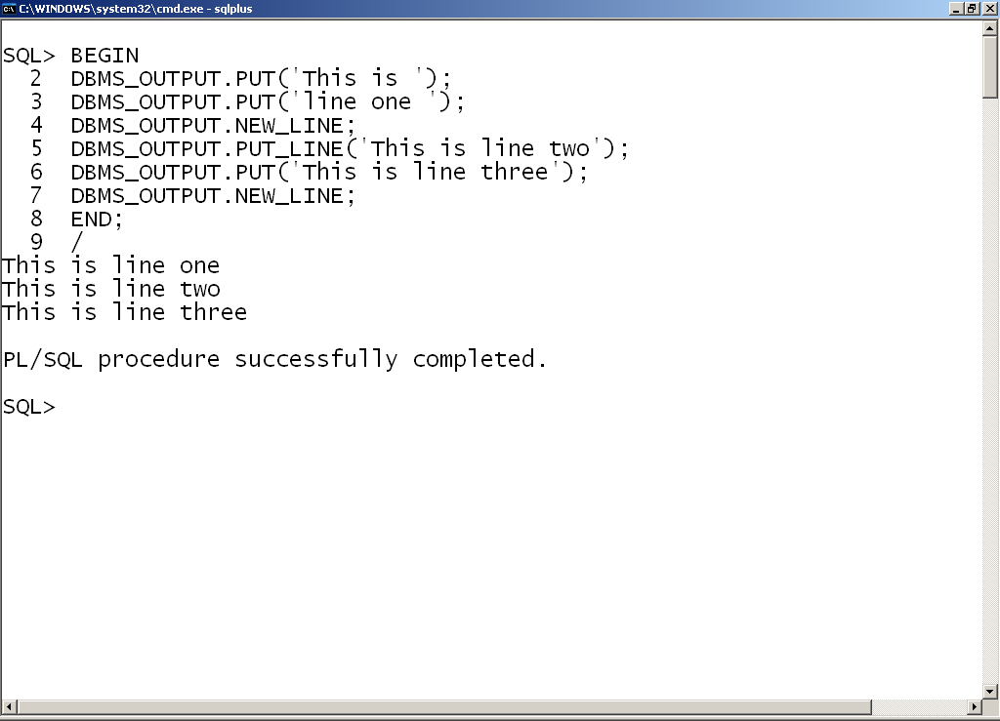 C:\WINDOWS\system32\cmd.exe - sqlplus
SQL> BEGIN
  2  DBMS_OUTPUT.PUT('This is ');
  3  DBMS_OUTPUT.PUT('line one ');
  4  DBMS_OUTPUT.NEW_LINE;
  5  DBMS_OUTPUT.PUT_LINE('This is line two');
  6  DBMS_OUTPUT.PUT('This is line three');
  7  DBMS_OUTPUT.NEW_LINE;
  8  END;
  9  /
This is line one
This is line two
This is line three
PL/SQL procedure successfully completed.
SQL>